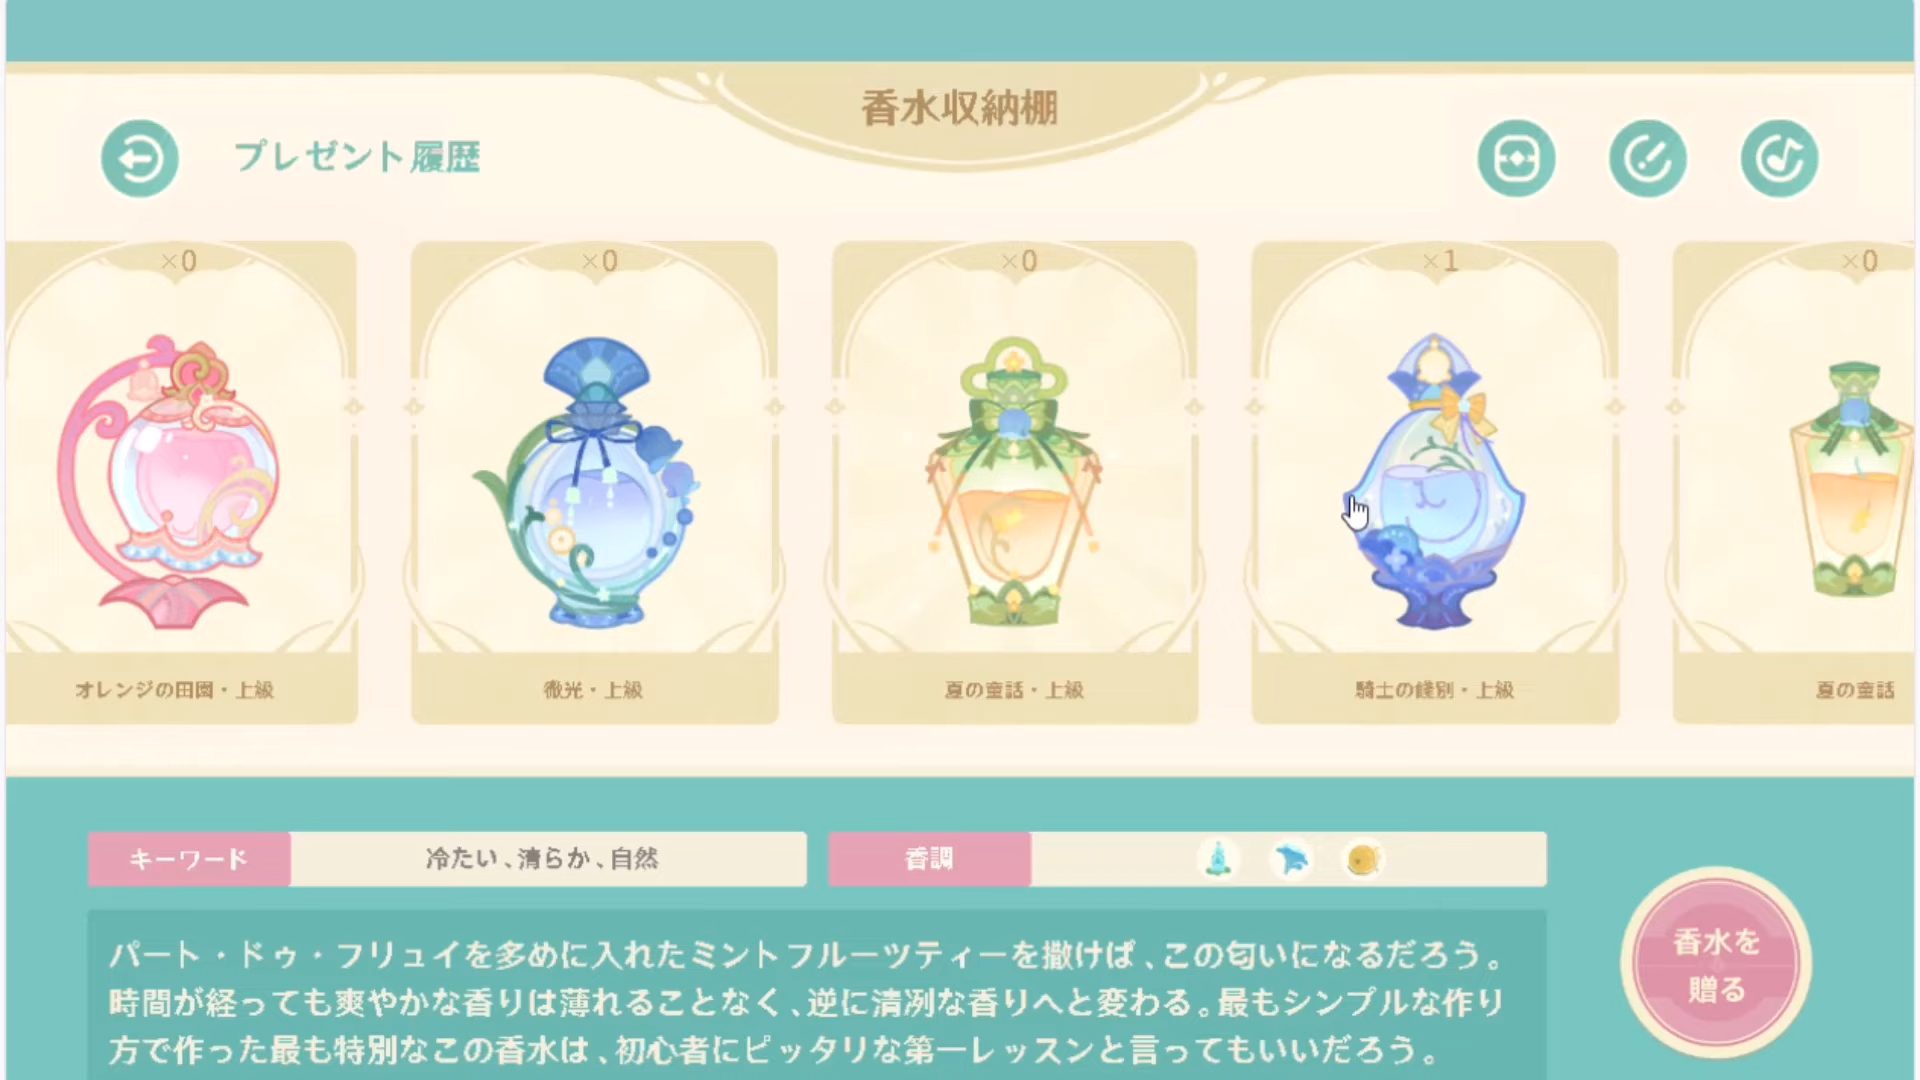 香水収納棚
プレゼント履歴
×0
×0
×0
×1
×0
オレンジの田園・上級
微光・上級
夏の童話・上級
騎士の餞別・上級
夏の童話
キーワード
冷たい、清らか、自然
香調
パート・ドゥ・フリュイを多めに入れたミントフルーツティーを撒けば、この匂いになるだろう。
時間が経っても爽やかな香りは薄れることなく、逆に清冽な香りへと変わる。最もシンプルな作り
方で作った最も特別なこの香水は、初心者にピッタリな第一レッスンと言ってもいいだろう。
香水を
贈る